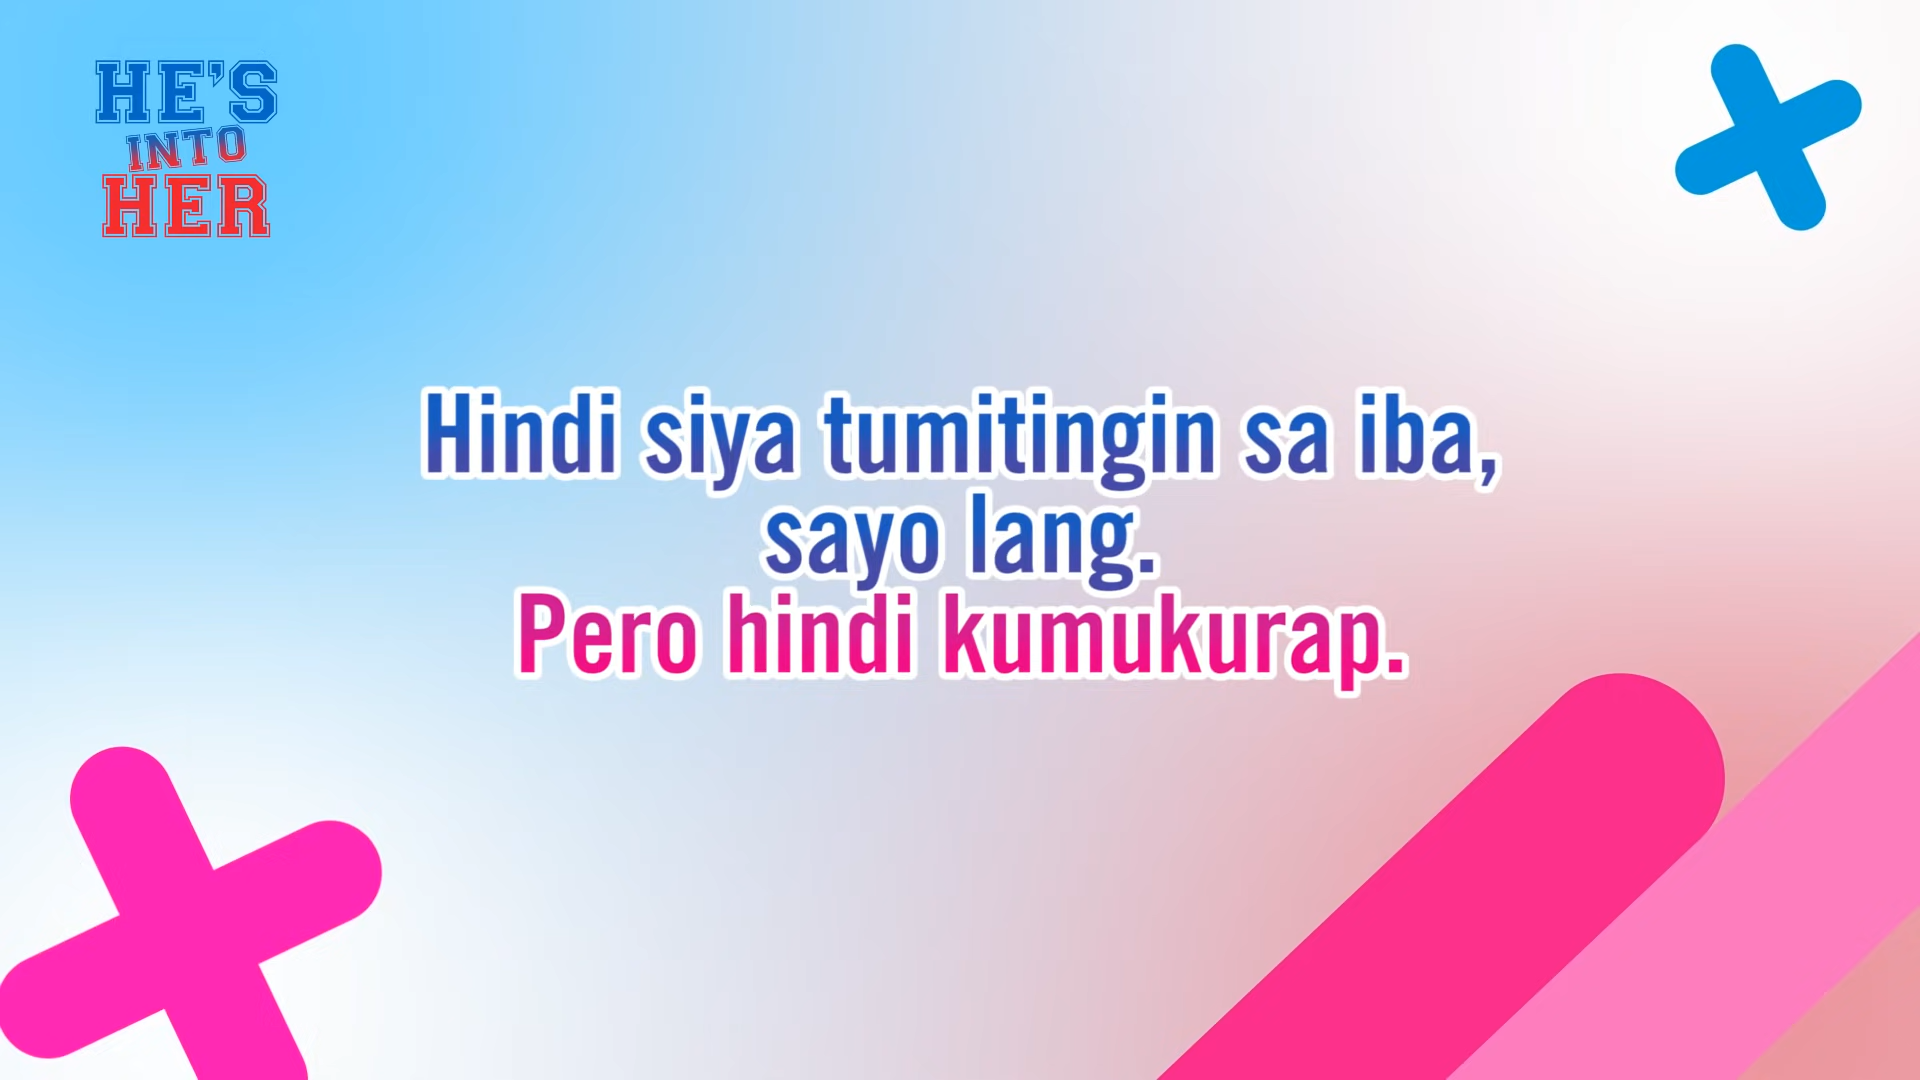 HE'S
INTO
HER
Hindi siya tumitingin sa iba,
sayo lang.
Pero hindi kumukurap.